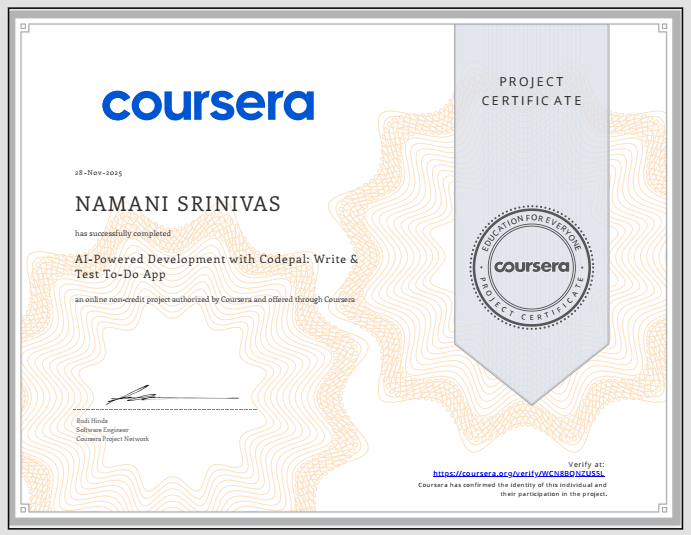 coursera
PROJECT
CERTIFICATE
28-Nov-2025
NAMANI SRINIVAS
has successfully completed
AI-Powered Development with Codepal: Write &
Test To-Do App
an online non-credit project authorized by Coursera and offered through Coursera
EDUCATION FOR EVERYONE
coursera
PROJECT CERTIFICATE
Rudi Hinds
Software Engineer
Coursera Project Network
Verify at:
https://coursera.org/verify/WCN8BQNZUS5L
Coursera has confirmed the identity of this individual and
their participation in the project.